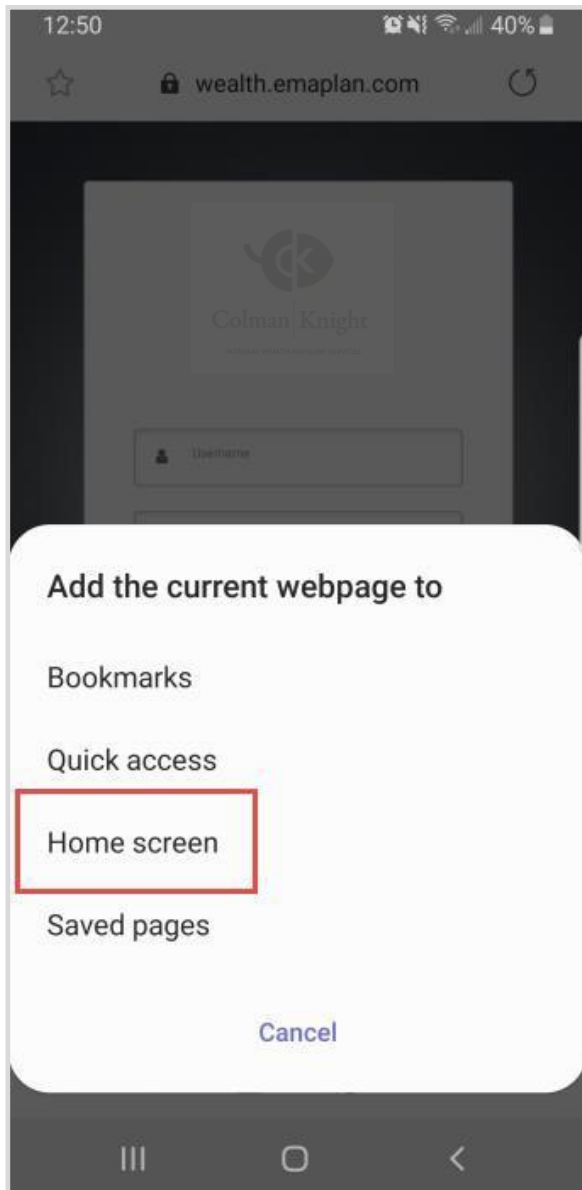 12:50 40%
wealth.emaplan.com
CK
Colman Knight
Username
Add the current webpage to
Bookmarks
Quick access
Home screen
Saved pages
Cancel